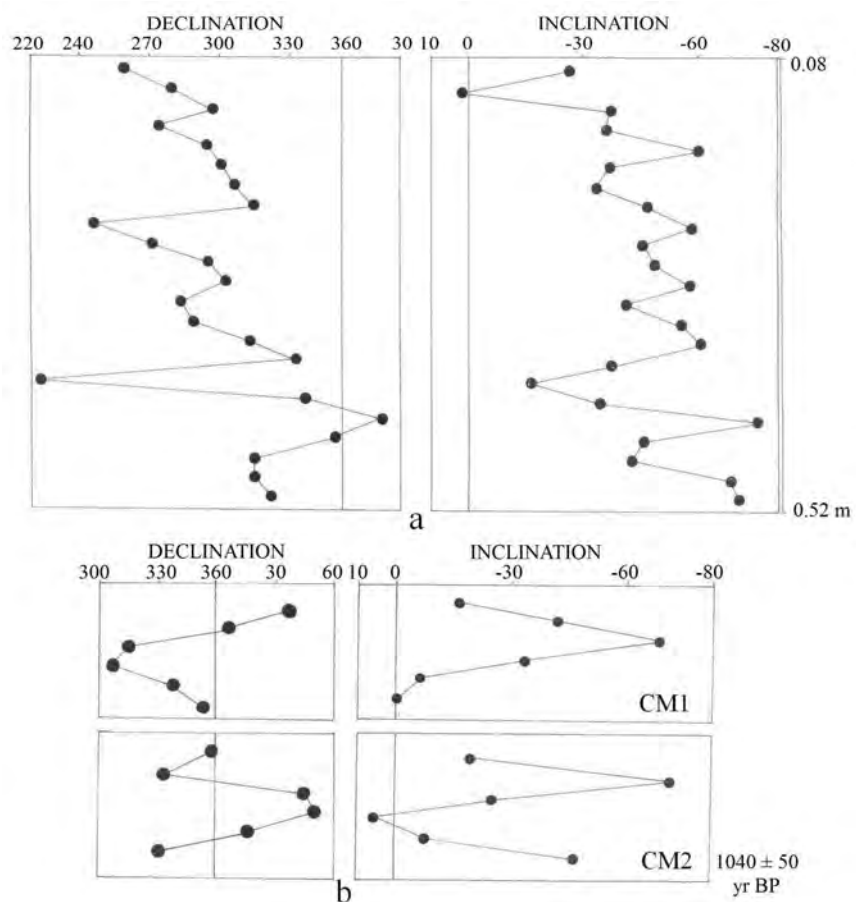 DECLINATION
220 240 270 300 330 360 30
INCLINATION
10 0 -30 -60 -80
0.08
0.52 m
a
DECLINATION
300 330 360 30 60
INCLINATION
10 0 -30 -60 -80
CM1
CM2
1040 ± 50
yr BP
b